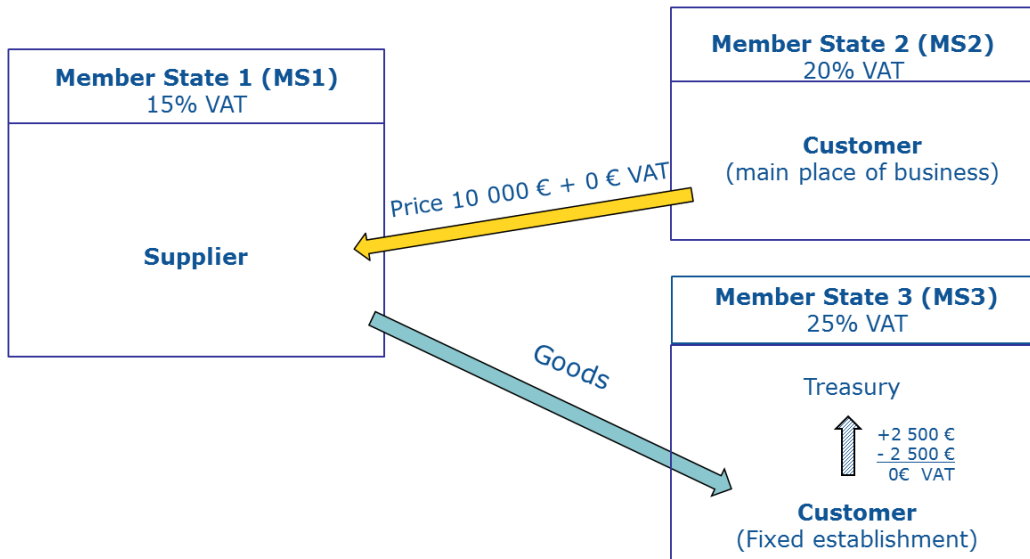 Member State 1 (MS1)
15% VAT
Supplier
Price 10 000 € + 0 € VAT
Goods
Member State 2 (MS2)
20% VAT
Customer
(main place of business)
Member State 3 (MS3)
25% VAT
Treasury
+2 500 €
- 2 500 €
0€ VAT
Customer
(Fixed establishment)